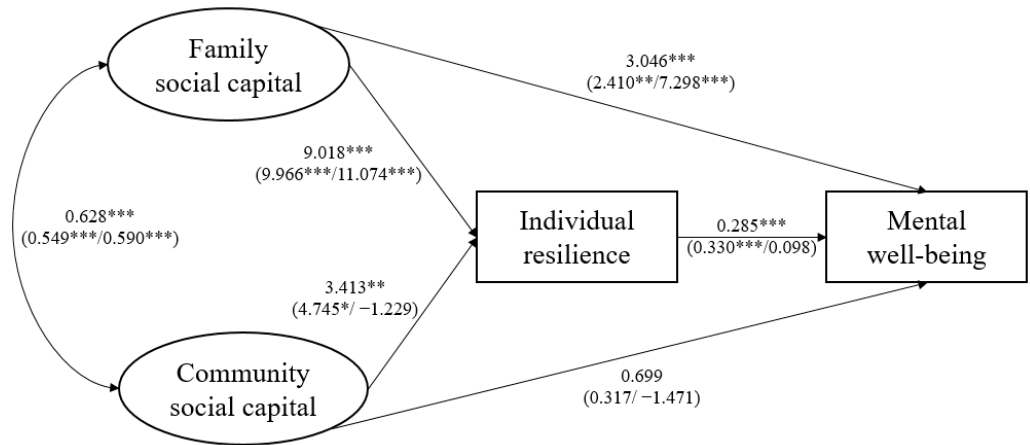 Family
social capital
3.046***
(2.410**/7.298***)
9.018***
(9.966***/11.074***)
0.628***
(0.549***/0.590***)
Individual
resilience
0.285***
(0.330***/0.098)
Mental
well-being
3.413**
(4.745*/ −1.229)
Community
social capital
0.699
(0.317/ −1.471)